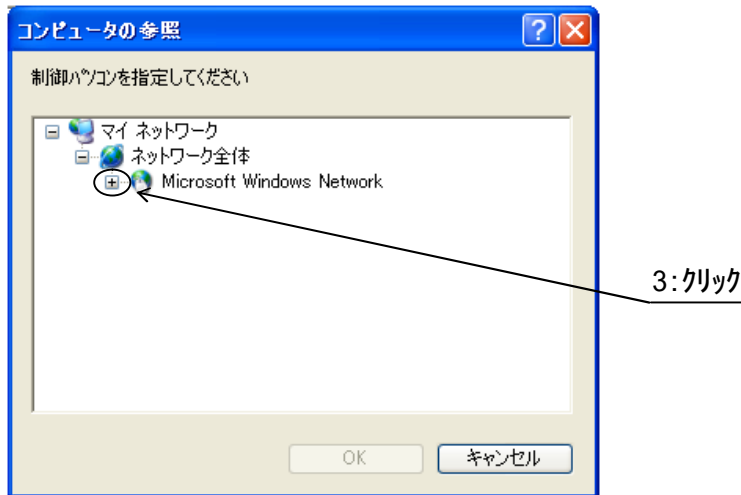 コンピュータの参照
制御パソコンを指定してください
マイ ネットワーク
ネットワーク全体
Microsoft Windows Network
3:クリック
OK
キャンセル